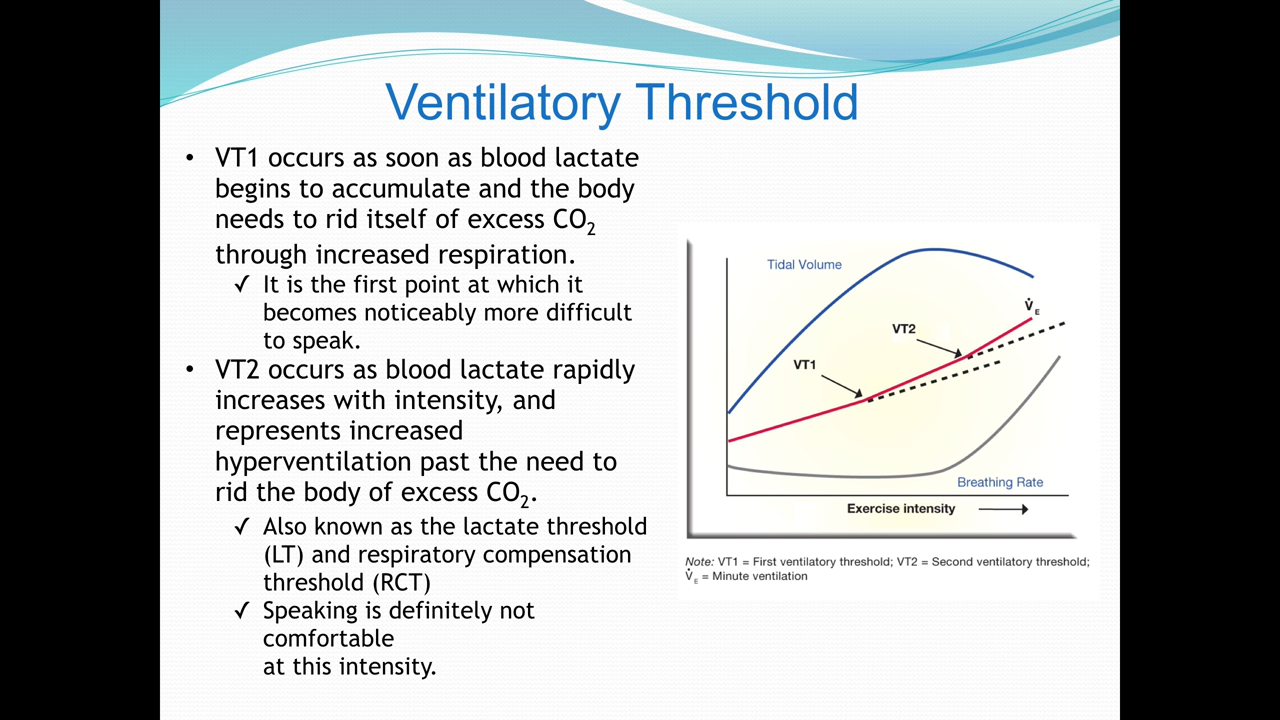 Ventilatory Threshold
• VT1 occurs as soon as blood lactate
begins to accumulate and the body
needs to rid itself of excess CO₂
through increased respiration.
✓ It is the first point at which it
becomes noticeably more difficult
to speak.
• VT2 occurs as blood lactate rapidly
increases with intensity, and
represents increased
hyperventilation past the need to
rid the body of excess CO₂.
✓ Also known as the lactate threshold
(LT) and respiratory compensation
threshold (RCT)
✓ Speaking is definitely not
comfortable
at this intensity.
Tidal Volume
V̇E
VT2
VT1
Breathing Rate
Exercise intensity
Note: VT1 = First ventilatory threshold; VT2 = Second ventilatory threshold;
V̇E = Minute ventilation